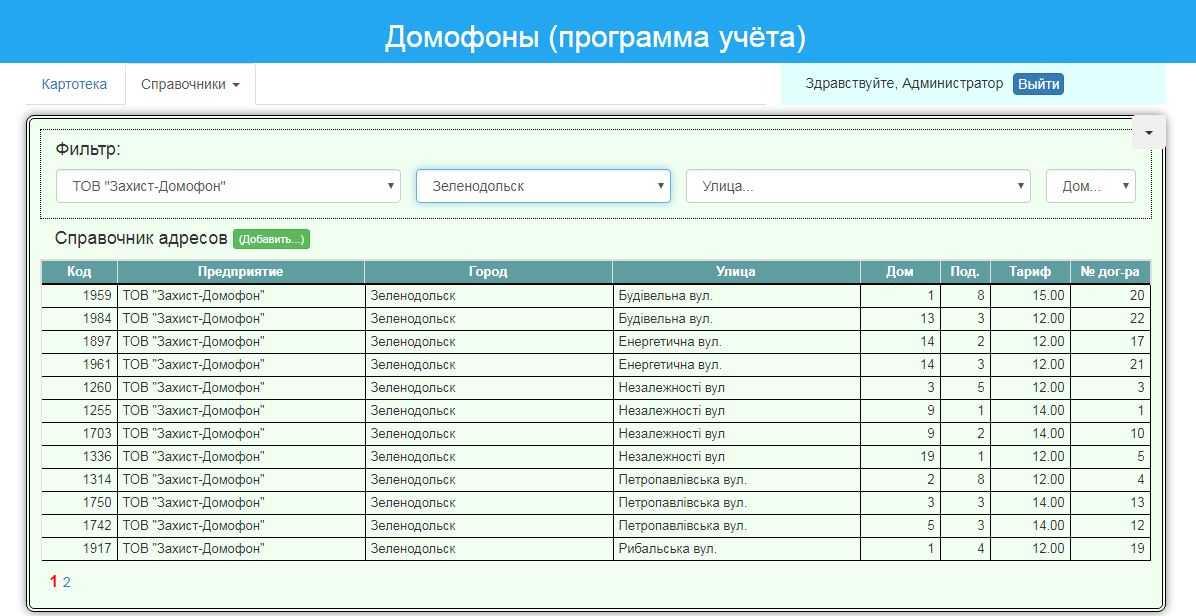 Домофоны (программа учёта)
Картотека Справочники Здравствуйте, Администратор Выйти
Фильтр:
ТОВ "Захист-Домофон" Зеленодольск Улица... Дом...
Справочник адресов (Добавить...)
Код Предприятие Город Улица Дом Под. Тариф № дог-ра
1959 ТОВ "Захист-Домофон" Зеленодольск Будівельна вул. 1 8 15.00 20
1984 ТОВ "Захист-Домофон" Зеленодольск Будівельна вул. 13 3 12.00 22
1897 ТОВ "Захист-Домофон" Зеленодольск Енергетична вул. 14 2 12.00 17
1961 ТОВ "Захист-Домофон" Зеленодольск Енергетична вул. 14 3 12.00 21
1260 ТОВ "Захист-Домофон" Зеленодольск Незалежності вул 3 5 12.00 3
1255 ТОВ "Захист-Домофон" Зеленодольск Незалежності вул 9 1 14.00 1
1703 ТОВ "Захист-Домофон" Зеленодольск Незалежності вул 9 2 14.00 10
1336 ТОВ "Захист-Домофон" Зеленодольск Незалежності вул 19 1 12.00 5
1314 ТОВ "Захист-Домофон" Зеленодольск Петропавлівська вул. 2 8 12.00 4
1750 ТОВ "Захист-Домофон" Зеленодольск Петропавлівська вул. 3 3 14.00 13
1742 ТОВ "Захист-Домофон" Зеленодольск Петропавлівська вул. 5 3 14.00 12
1917 ТОВ "Захист-Домофон" Зеленодольск Рибальська вул. 1 4 12.00 19
1 2